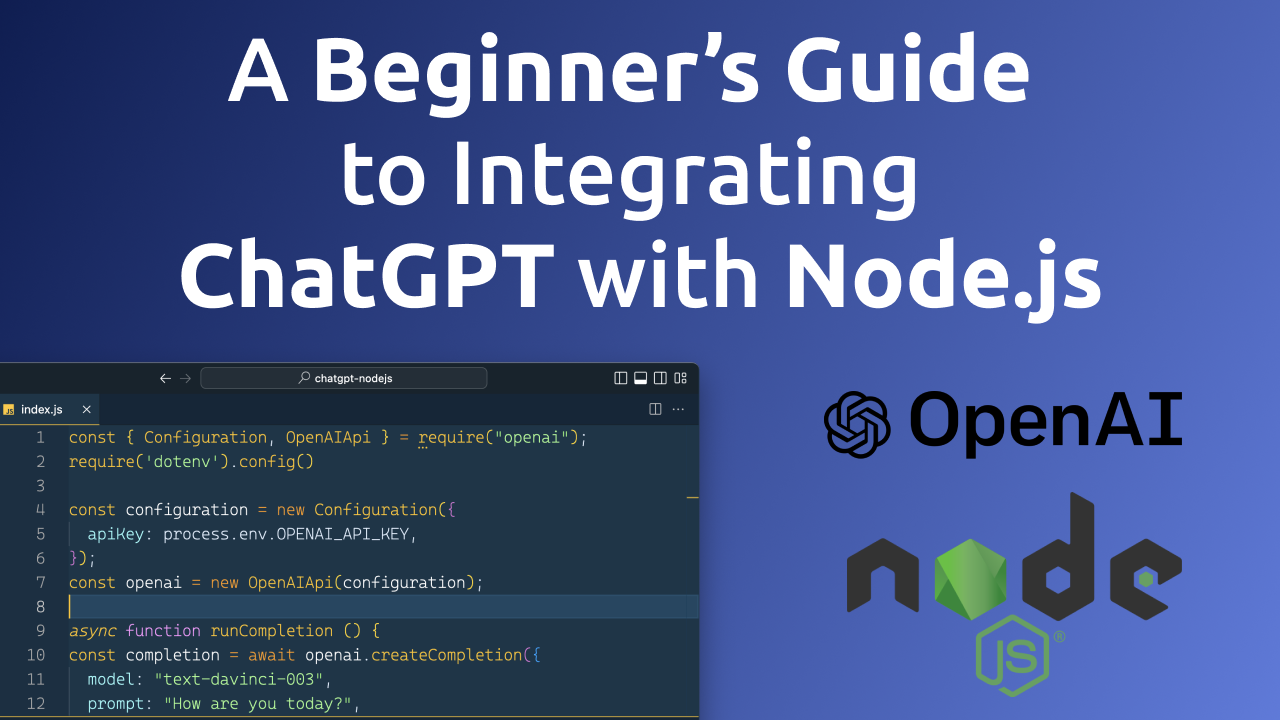 A Beginner’s Guide
to Integrating
ChatGPT with Node.js
chatgpt-nodejs
JS index.js
1 const { Configuration, OpenAIApi } = require("openai");
2 require('dotenv').config()
3
4 const configuration = new Configuration({
5 apiKey: process.env.OPENAI_API_KEY,
6 });
7 const openai = new OpenAIApi(configuration);
8
9 async function runCompletion () {
10 const completion = await openai.createCompletion({
11 model: "text-davinci-003",
12 prompt: "How are you today?",
OpenAI
node
JS®